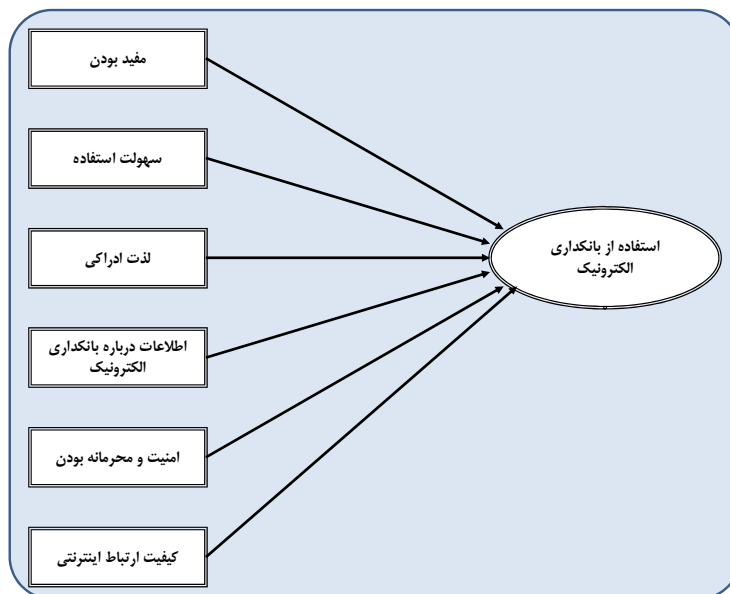 مفید بودن
سهولت استفاده
لذت ادراکی
اطلاعات درباره بانکداری
الکترونیک
امنیت و محرمانه بودن
کیفیت ارتباط اینترنتی
استفاده از بانکداری
الکترونیک